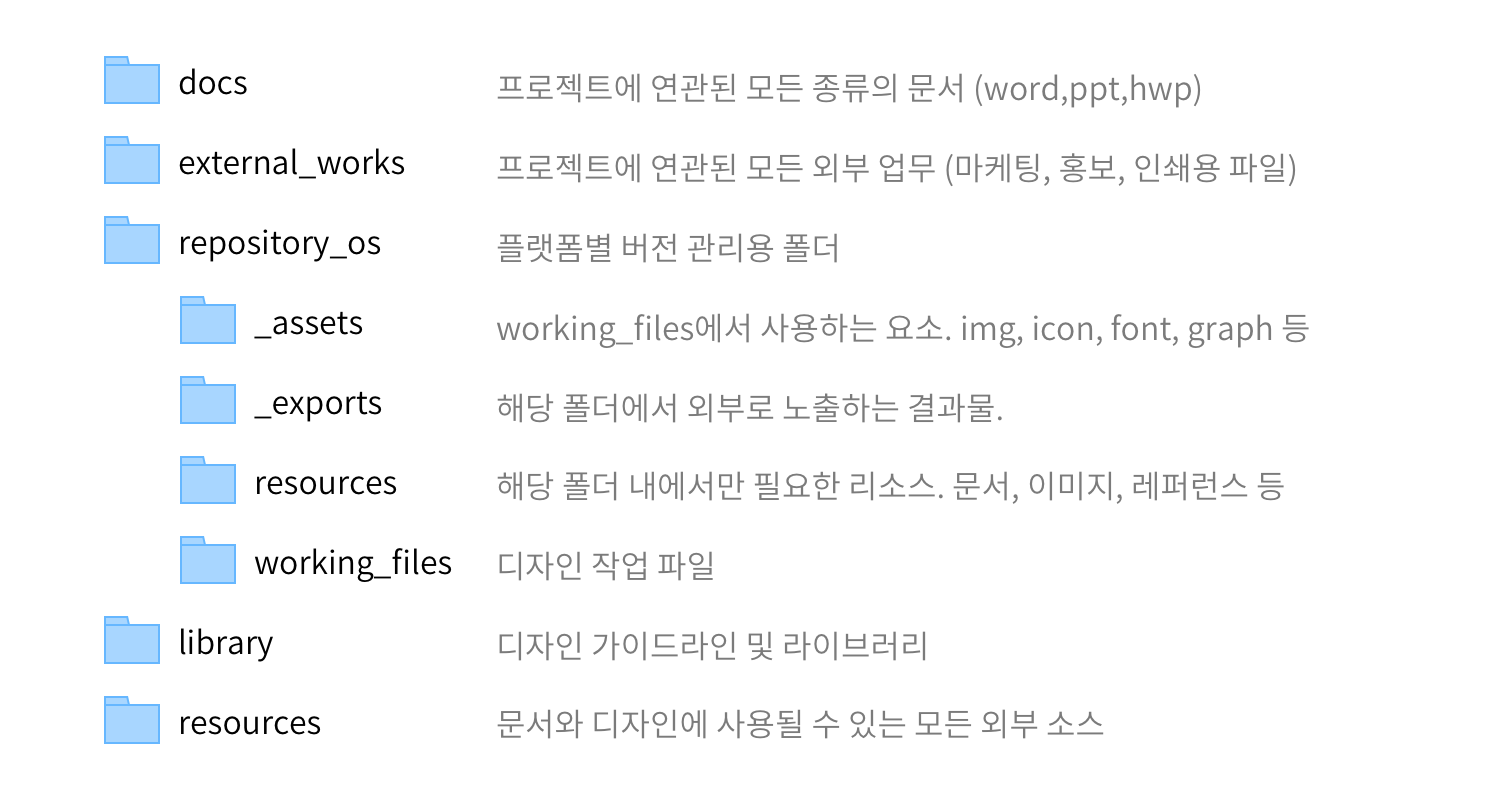 docs 프로젝트에 연관된 모든 종류의 문서 (word,ppt,hwp)
external_works 프로젝트에 연관된 모든 외부 업무 (마케팅, 홍보, 인쇄용 파일)
repository_os 플랫폼별 버전 관리용 폴더
_assets working_files에서 사용하는 요소. img, icon, font, graph 등
_exports 해당 폴더에서 외부로 노출하는 결과물.
resources 해당 폴더 내에서만 필요한 리소스. 문서, 이미지, 레퍼런스 등
working_files 디자인 작업 파일
library 디자인 가이드라인 및 라이브러리
resources 문서와 디자인에 사용될 수 있는 모든 외부 소스